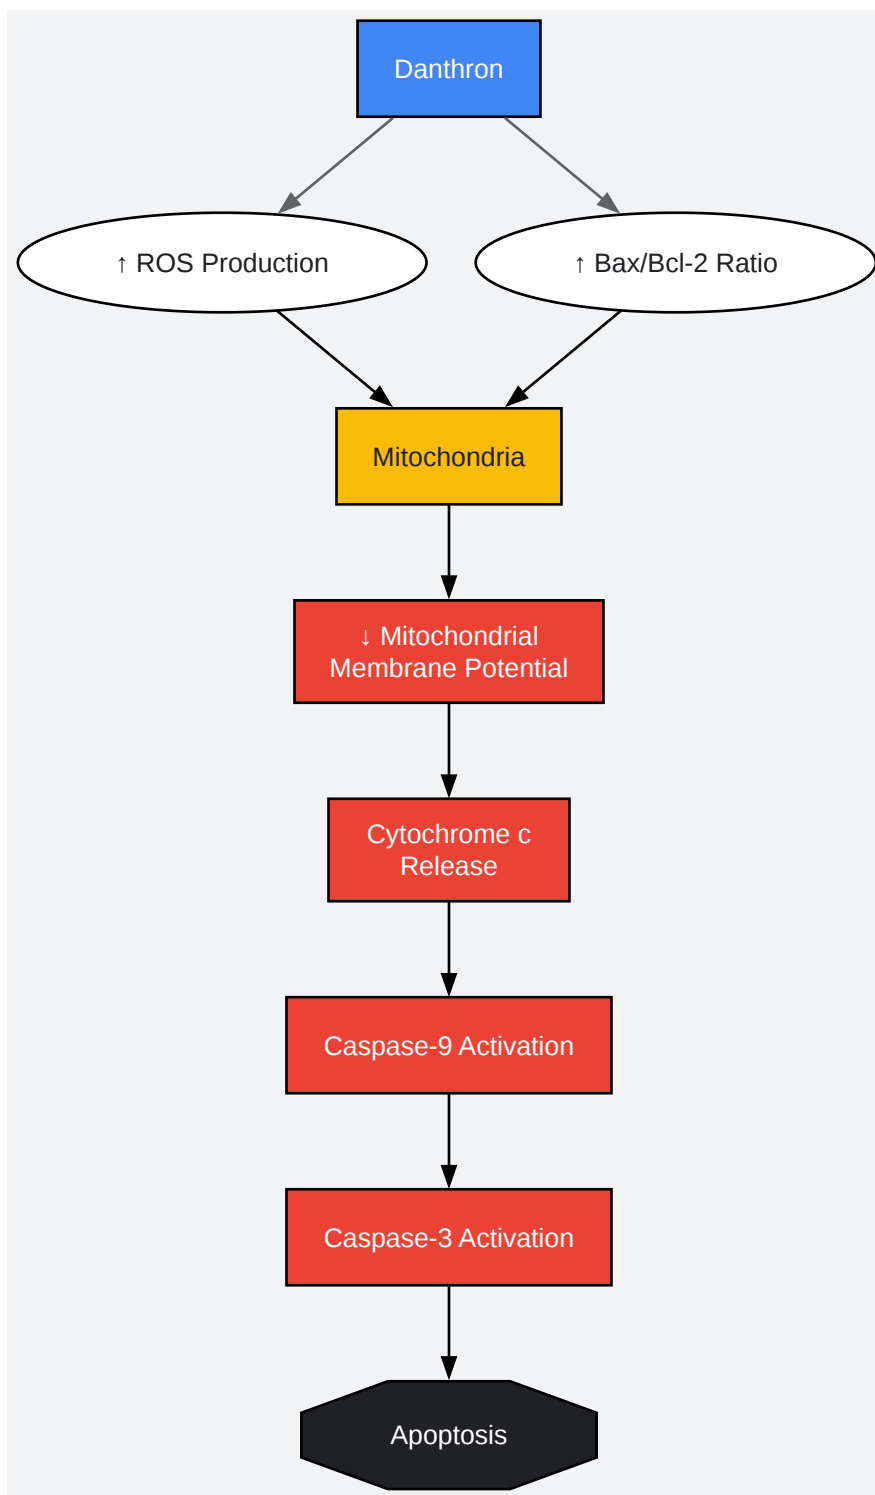 Danthron
↑ ROS Production
↑ Bax/Bcl-2 Ratio
Mitochondria
↓ Mitochondrial
Membrane Potential
Cytochrome c
Release
Caspase-9 Activation
Caspase-3 Activation
Apoptosis